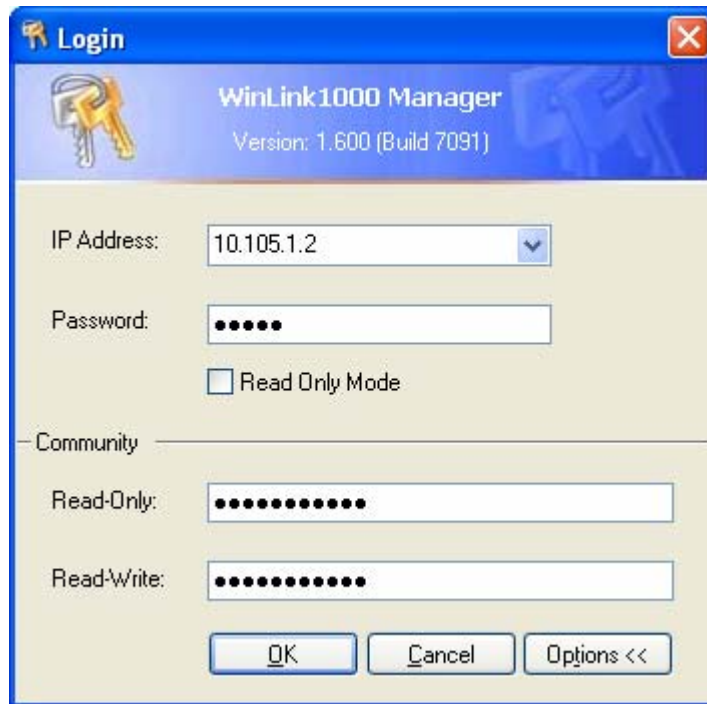 Login
WinLink1000 Manager
Version: 1.600 (Build 7091)
IP Address: 10.105.1.2
Password: •••••
Read Only Mode
Community
Read-Only: •••••••••••
Read-Write: •••••••••••
OK Cancel Options <<